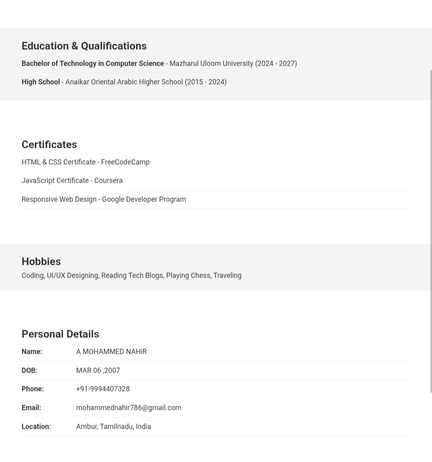 Education & Qualifications
Bachelor of Technology in Computer Science - Mazharul Uloom University (2024 - 2027)
High School - Anaikar Oriental Arabic Higher School (2015 - 2024)
Certificates
HTML & CSS Certificate - FreeCodeCamp
JavaScript Certificate - Coursera
Responsive Web Design - Google Developer Program
Hobbies
Coding, UI/UX Designing, Reading Tech Blogs, Playing Chess, Traveling
Personal Details
Name: A MOHAMMED NAHIR
DOB: MAR 06 ,2007
Phone: +91-9994407328
Email: mohammednahir786@gmail.com
Location: Ambur, Tamilnadu, India